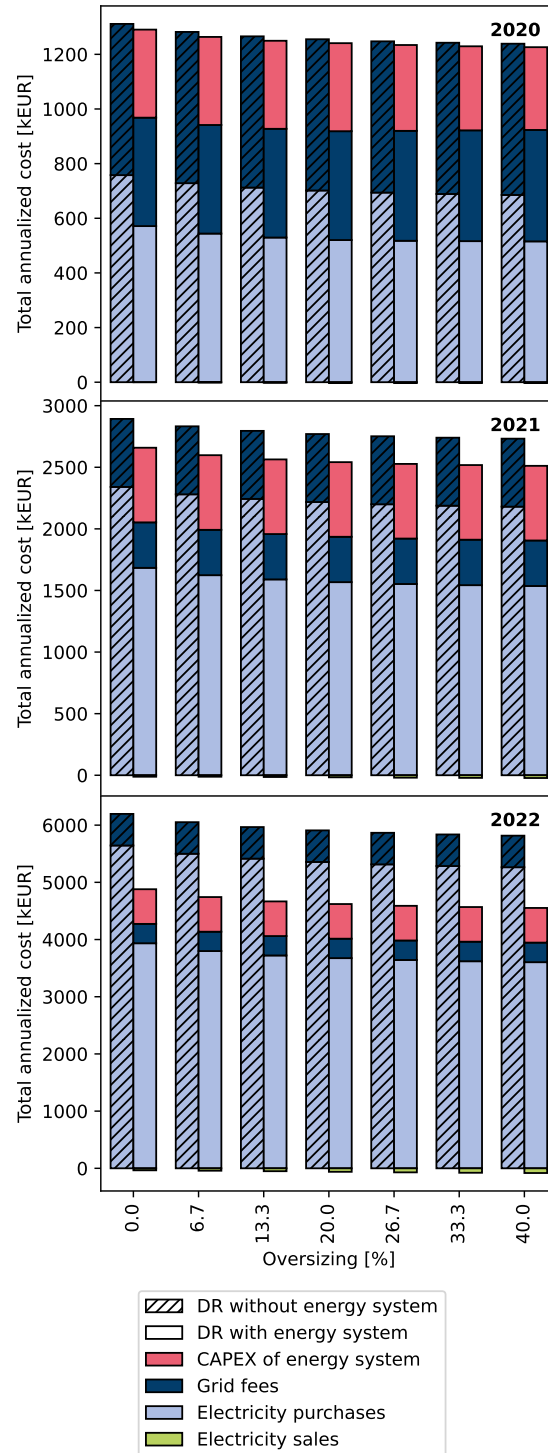 2020
1200
1000
800
600
400
200
0
Total annualized cost [kEUR]
2021
3000
2500
2000
1500
1000
500
0
Total annualized cost [kEUR]
2022
6000
5000
4000
3000
2000
1000
0
Total annualized cost [kEUR]
0.0 6.7 13.3 20.0 26.7 33.3 40.0
Oversizing [%]
DR without energy system
DR with energy system
CAPEX of energy system
Grid fees
Electricity purchases
Electricity sales